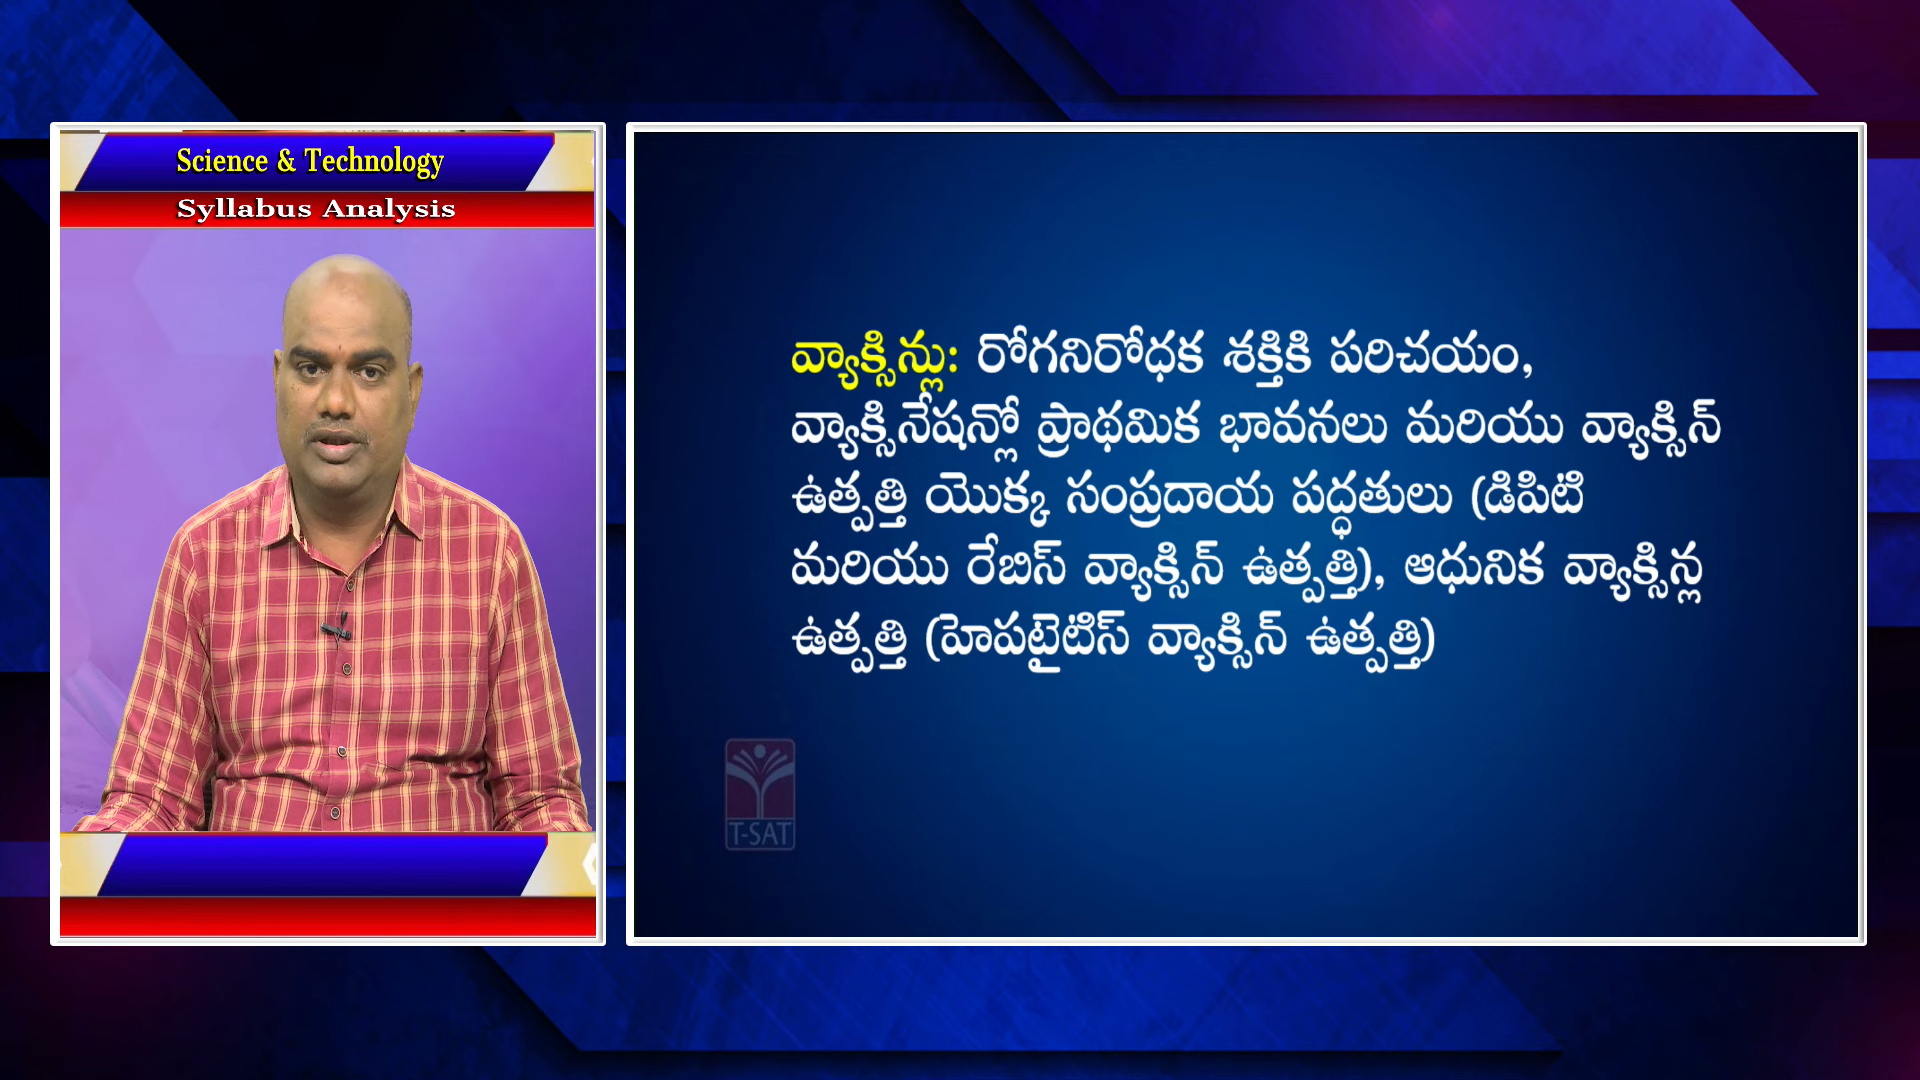 Science & Technology
Syllabus Analysis
వ్యాక్సిన్లు: రోగనిరోధక శక్తికి పరిచయం,
వ్యాక్సినేషన్లో ప్రాథమిక భావనలు మరియు వ్యాక్సిన్
ఉత్పత్తి యొక్క సంప్రదాయ పద్ధతులు (డిపిటి
మరియు రేబిస్ వ్యాక్సిన్ ఉత్పత్తి), ఆధునిక వ్యాక్సిన్ల
ఉత్పత్తి (హెపటైటిస్ వ్యాక్సిన్ ఉత్పత్తి)
T-SAT